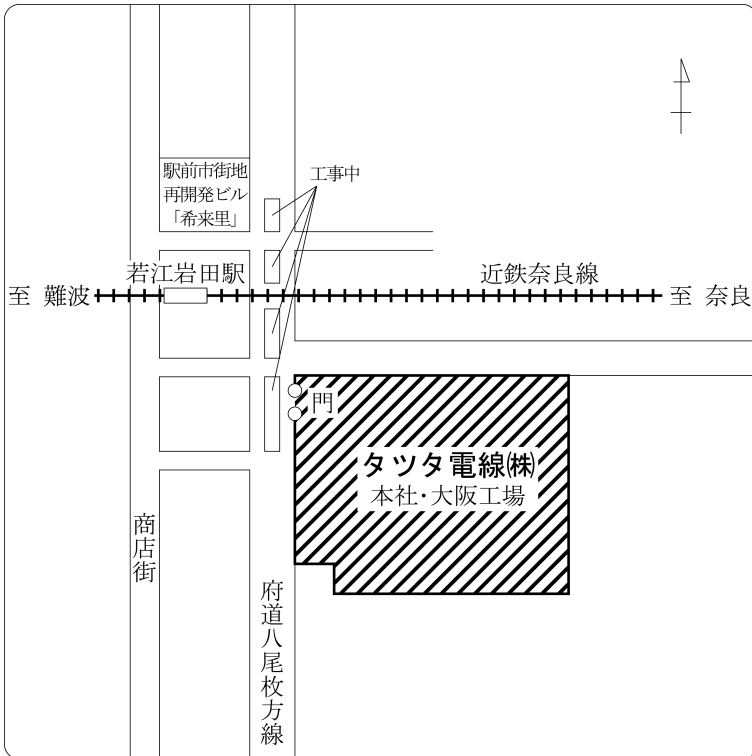 駅前市街地
再開発ビル
「希来里」
工事中
若江岩田駅
近鉄奈良線
至 難波
至 奈良
門
タツタ電線㈱
本社・大阪工場
商店街
府道八尾枚方線